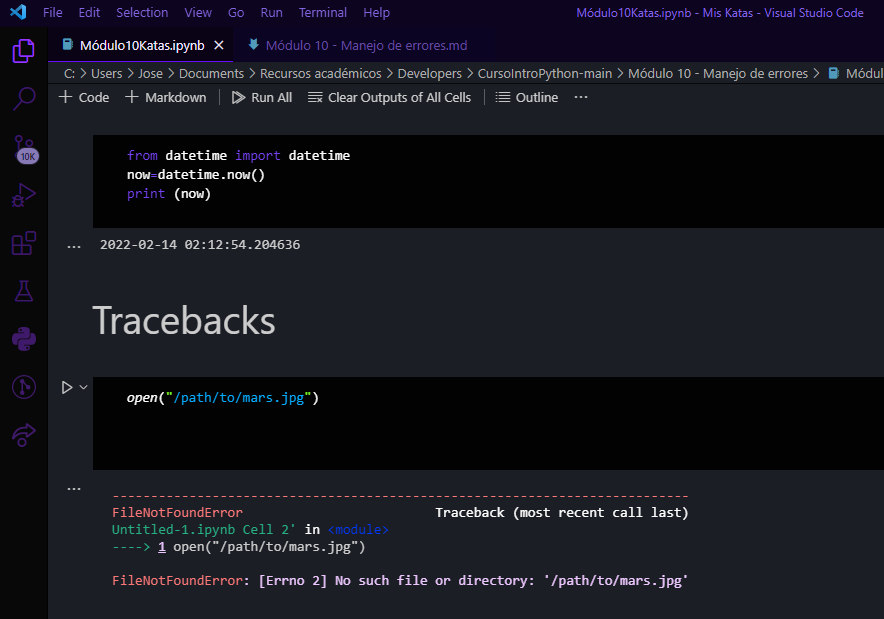 File Edit Selection View Go Run Terminal Help Módulo10Katas.ipynb - Mis Katas - Visual Studio Code
Módulo10Katas.ipynb Módulo 10 - Manejo de errores.md
C: > Users > Jose > Documents > Recursos académicos > Developers > CursoIntroPython-main > Módulo 10 - Manejo de errores > Módul
+ Code + Markdown Run All Clear Outputs of All Cells Outline ...
10K
from datetime import datetime
now=datetime.now()
print (now)
... 2022-02-14 02:12:54.204636
Tracebacks
open("/path/to/mars.jpg")
...
---------------------------------------------------------------------------
FileNotFoundError Traceback (most recent call last)
Untitled-1.ipynb Cell 2' in <module>
----> 1 open("/path/to/mars.jpg")
FileNotFoundError: [Errno 2] No such file or directory: '/path/to/mars.jpg'